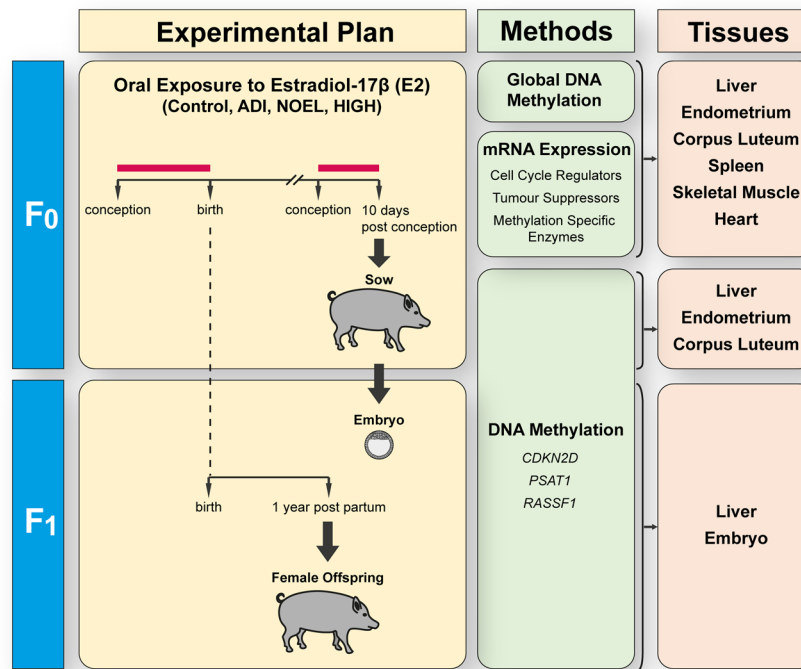 Experimental Plan
Methods
Tissues
F0
Oral Exposure to Estradiol-17β (E2)
(Control, ADI, NOEL, HIGH)
conception
birth
conception
10 days
post conception
Sow
Global DNA
Methylation
mRNA Expression
Cell Cycle Regulators
Tumour Suppressors
Methylation Specific
Enzymes
Liver
Endometrium
Corpus Luteum
Spleen
Skeletal Muscle
Heart
Liver
Endometrium
Corpus Luteum
F1
Embryo
birth
1 year post partum
Female Offspring
DNA Methylation
CDKN2D
PSAT1
RASSF1
Liver
Embryo